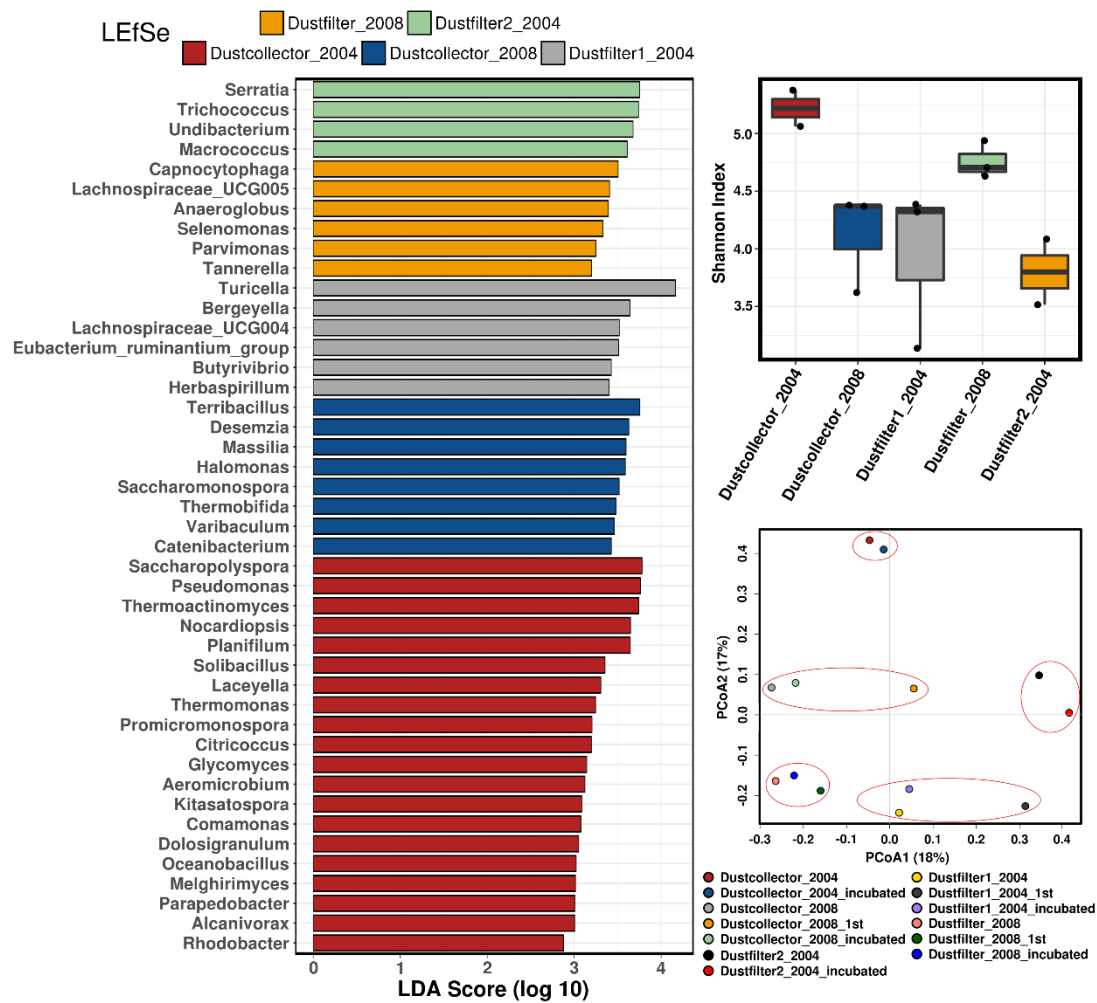 LEfSe
Dustfilter_2008 Dustfilter2_2004
Dustcollector_2004 Dustcollector_2008 Dustfilter1_2004
Serratia
Trichococcus
Undibacterium
Macrococcus
Capnocytophaga
Lachnospiraceae_UCG005
Anaeroglobus
Selenomonas
Parvimonas
Tannerella
Turicella
Bergeyella
Lachnospiraceae_UCG004
Eubacterium_ruminantium_group
Butyrivibrio
Herbaspirillum
Terribacillus
Desemzia
Massilia
Halomonas
Saccharomonospora
Thermobifida
Varibaculum
Catenibacterium
Saccharopolyspora
Pseudomonas
Thermoactinomyces
Nocardiopsis
Planifilum
Solibacillus
Laceyella
Thermomonas
Promicromonospora
Citricoccus
Glycomyces
Aeromicrobium
Kitasatospora
Comamonas
Dolosigranulum
Oceanobacillus
Melghirimyces
Parapedobacter
Alcanivorax
Rhodobacter
0 1 2 3 4
LDA Score (log 10)
Shannon Index
5.0
4.5
4.0
3.5
Dustcollector_2004
Dustcollector_2008
Dustfilter1_2004
Dustfilter_2008
Dustfilter2_2004
PCoA2 (17%)
0.4
0.3
0.2
0.1
0.0
-0.1
-0.2
-0.3 -0.2 -0.1 0.0 0.1 0.2 0.3 0.4
PCoA1 (18%)
Dustcollector_2004
Dustcollector_2004_incubated
Dustcollector_2008
Dustcollector_2008_1st
Dustcollector_2008_incubated
Dustfilter2_2004
Dustfilter2_2004_incubated
Dustfilter1_2004
Dustfilter1_2004_1st
Dustfilter1_2004_incubated
Dustfilter_2008
Dustfilter_2008_1st
Dustfilter_2008_incubated